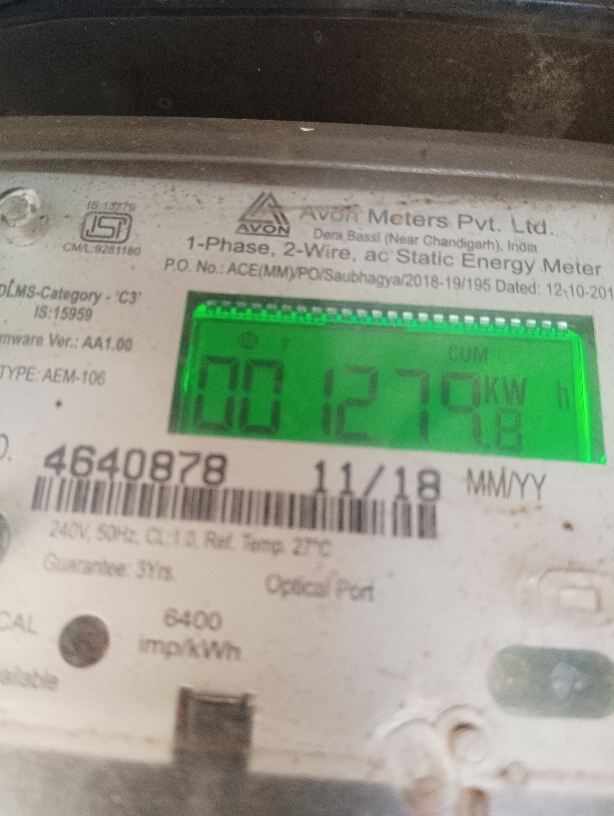 IS:13779
CM/L:9281180
AVON
Avon Meters Pvt. Ltd.
Dera Bassi (Near Chandigarh), India
1-Phase, 2-Wire, ac Static Energy Meter
P.O. No.: ACE(MM)/PO/Saubhagya/2018-19/195 Dated: 12-10-201
DLMS-Category - 'C3'
IS:15959
mware Ver.: AA1.00
TYPE: AEM-106
CUM
001279.8 KW h
4640878 11/18 MM/YY
240V, 50Hz, CL:1.0, Ref. Temp. 27°C
Guarantee: 3Yrs.
Optical Port
CAL
6400
imp/kWh
ailable